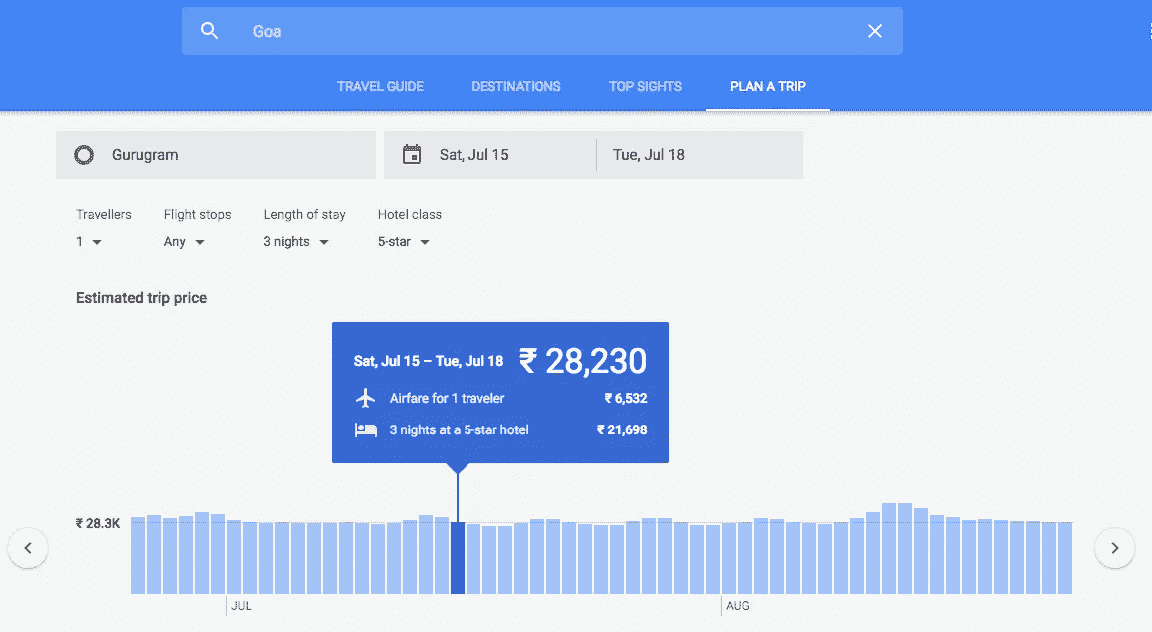 Goa
TRAVEL GUIDE DESTINATIONS TOP SIGHTS PLAN A TRIP
Gurugram Sat, Jul 15 Tue, Jul 18
Travellers Flight stops Length of stay Hotel class
1 Any 3 nights 5-star
Estimated trip price
Sat, Jul 15 – Tue, Jul 18 ₹ 28,230
Airfare for 1 traveler ₹ 6,532
3 nights at a 5-star hotel ₹ 21,698
₹ 28.3K
JUL AUG